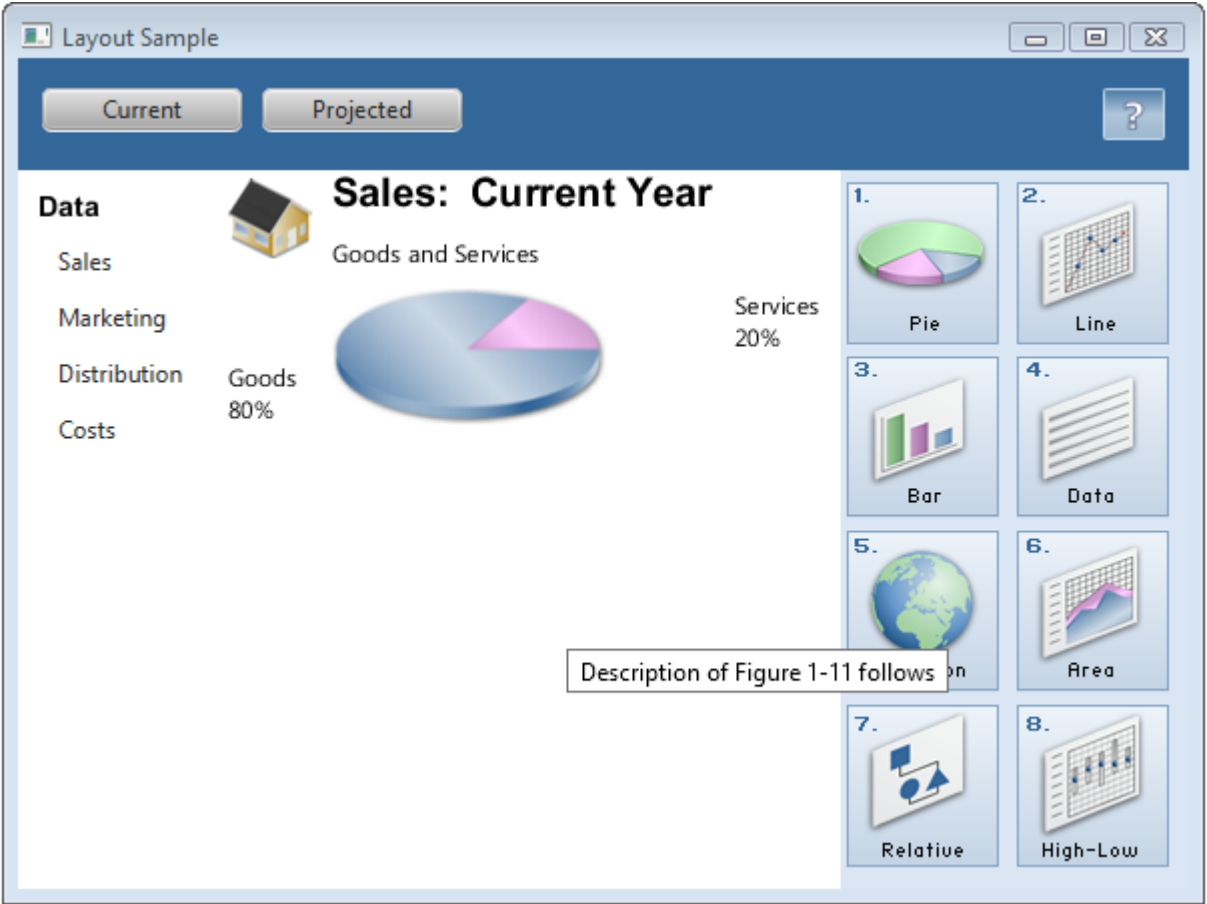 Layout Sample
Current
Projected
?
Data
Sales
Marketing
Distribution
Costs
Sales: Current Year
Goods and Services
Services
20%
Goods
80%
1.
Pie
2.
Line
3.
Bar
4.
Data
5.
6.
Area
Description of Figure 1-11 follows
7.
Relative
8.
High-Low